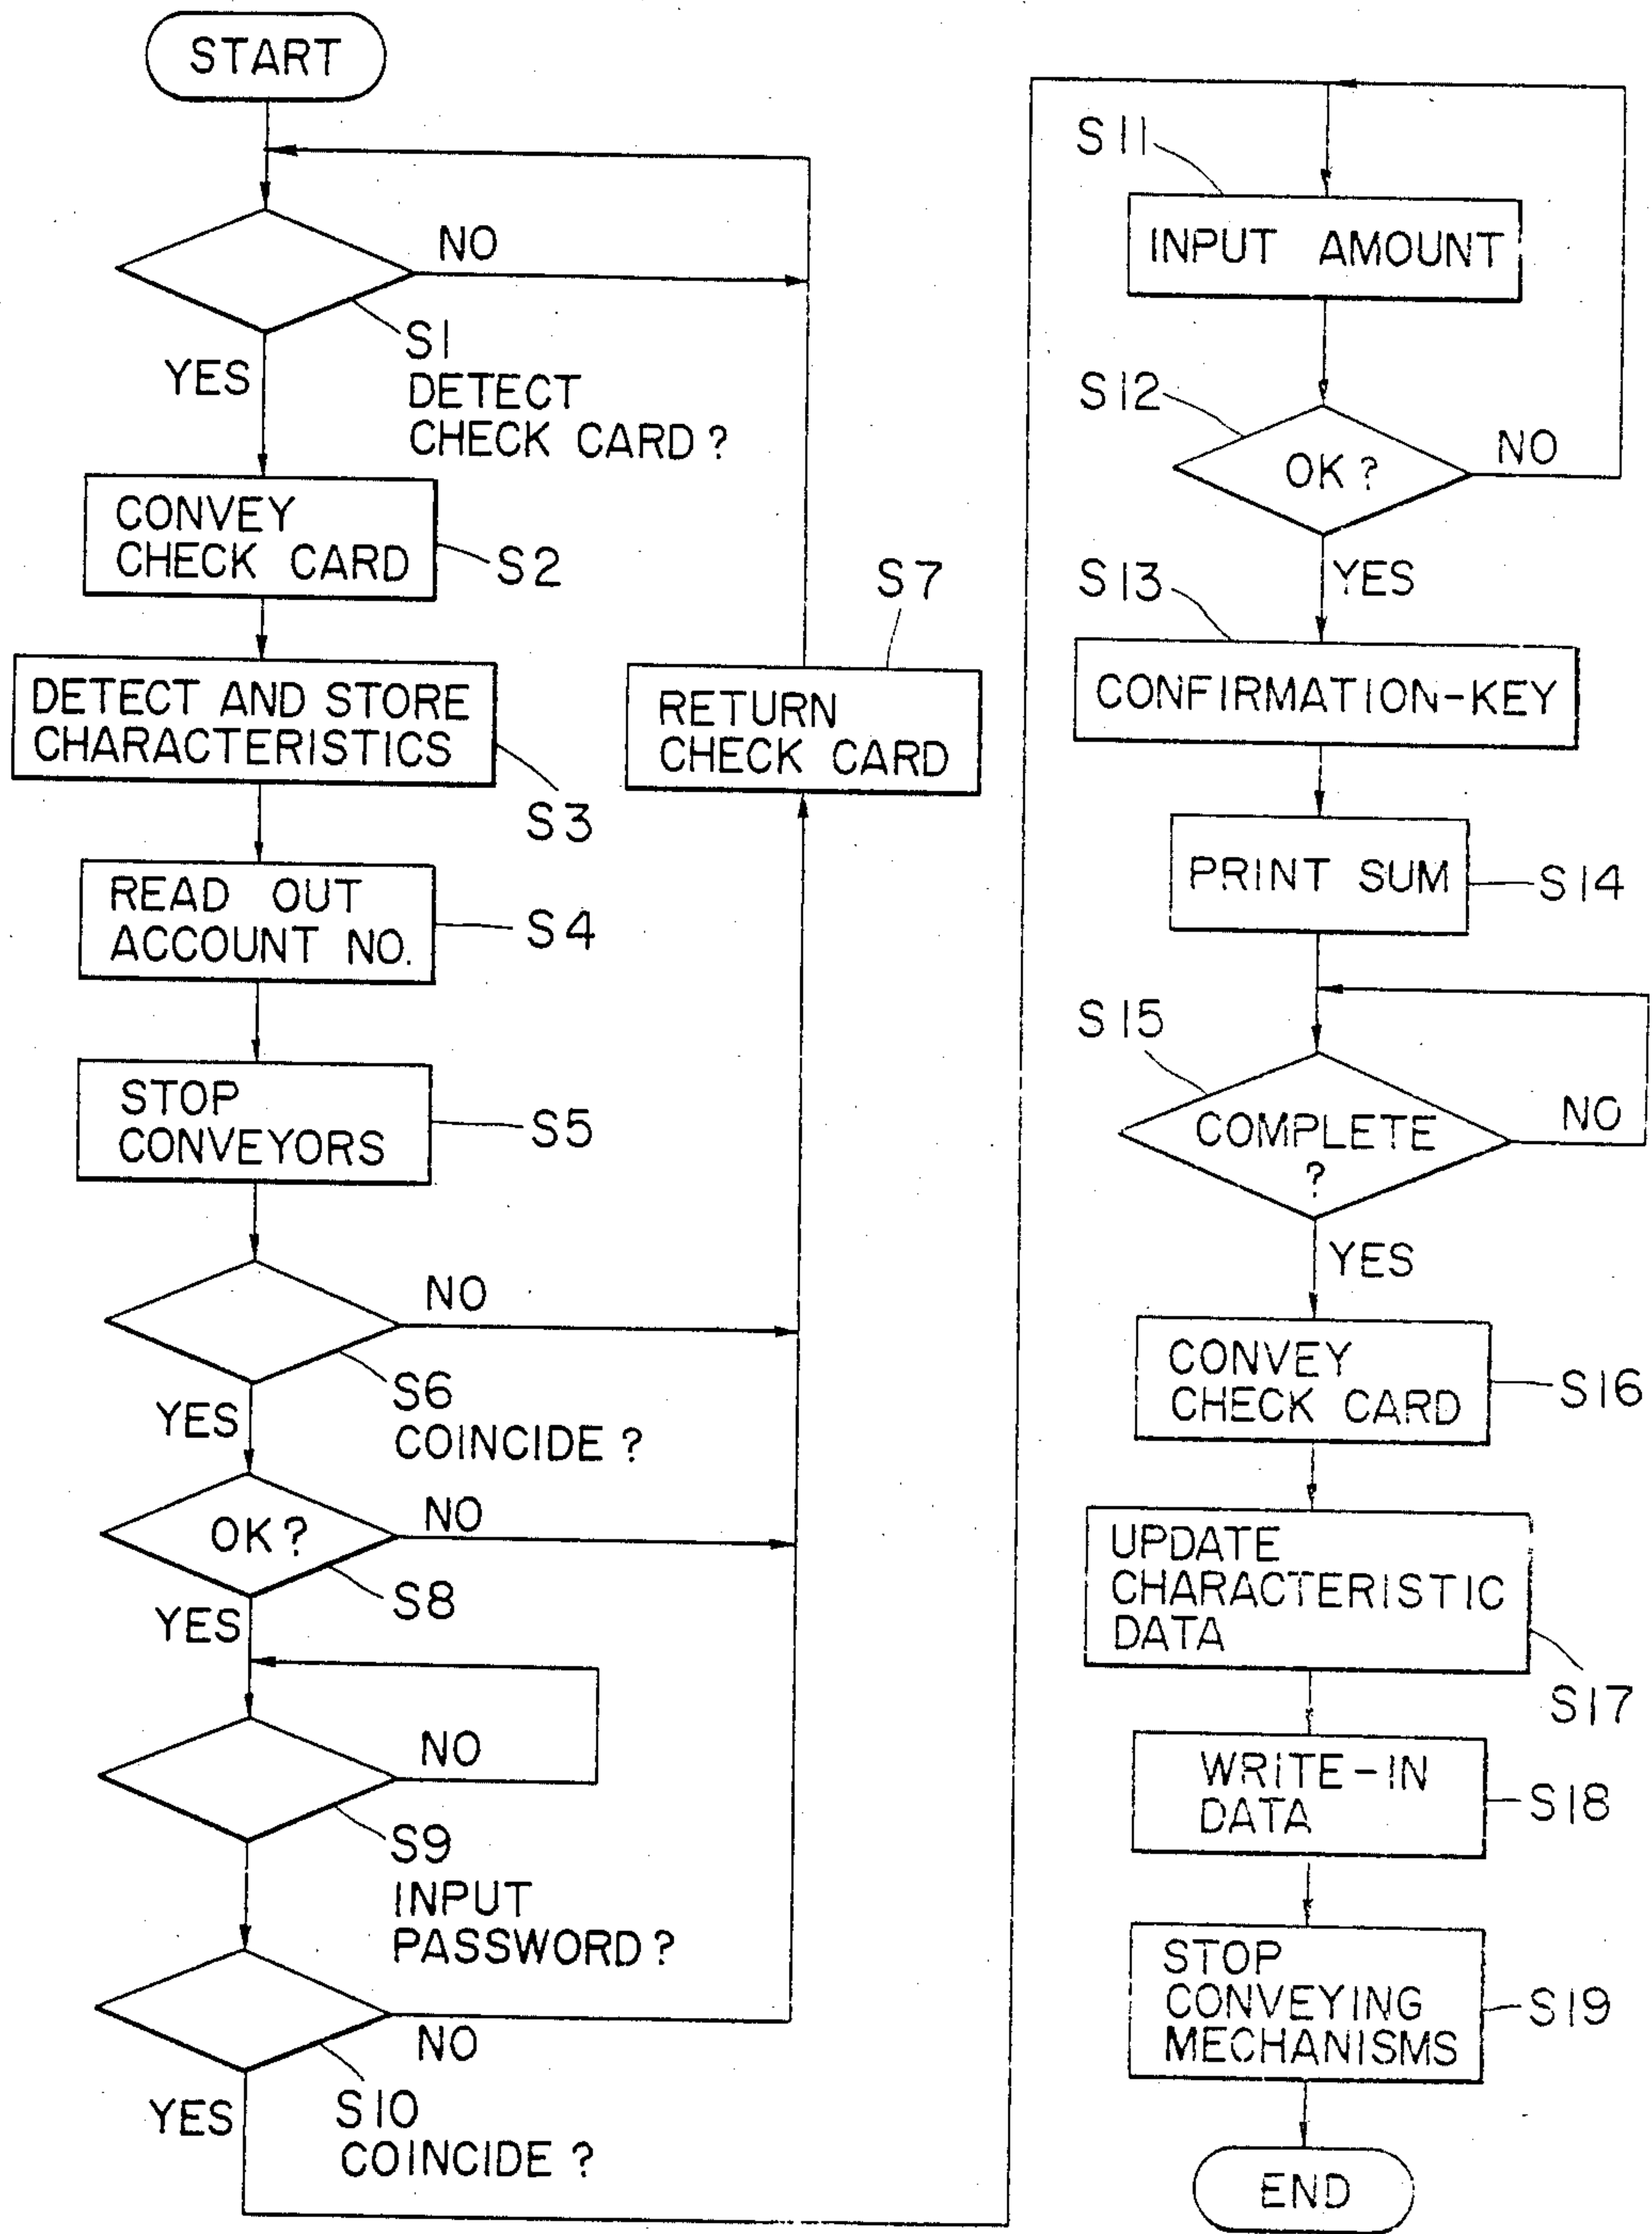 START
NO
S1
DETECT
CHECK CARD?
YES
CONVEY
CHECK CARD
S2
DETECT AND STORE
CHARACTERISTICS
S3
READ OUT
ACCOUNT NO.
S4
STOP
CONVEYORS
S5
NO
S6
COINCIDE?
YES
S7
RETURN
CHECK CARD
OK?
NO
S8
YES
NO
S9
INPUT
PASSWORD?
NO
S10
COINCIDE?
YES
S11
INPUT AMOUNT
S12
OK?
NO
YES
S13
CONFIRMATION-KEY
PRINT SUM
S14
S15
COMPLETE
?
NO
YES
CONVEY
CHECK CARD
S16
UPDATE
CHARACTERISTIC
DATA
S17
WRITE-IN
DATA
S18
STOP
CONVEYING
MECHANISMS
S19
END